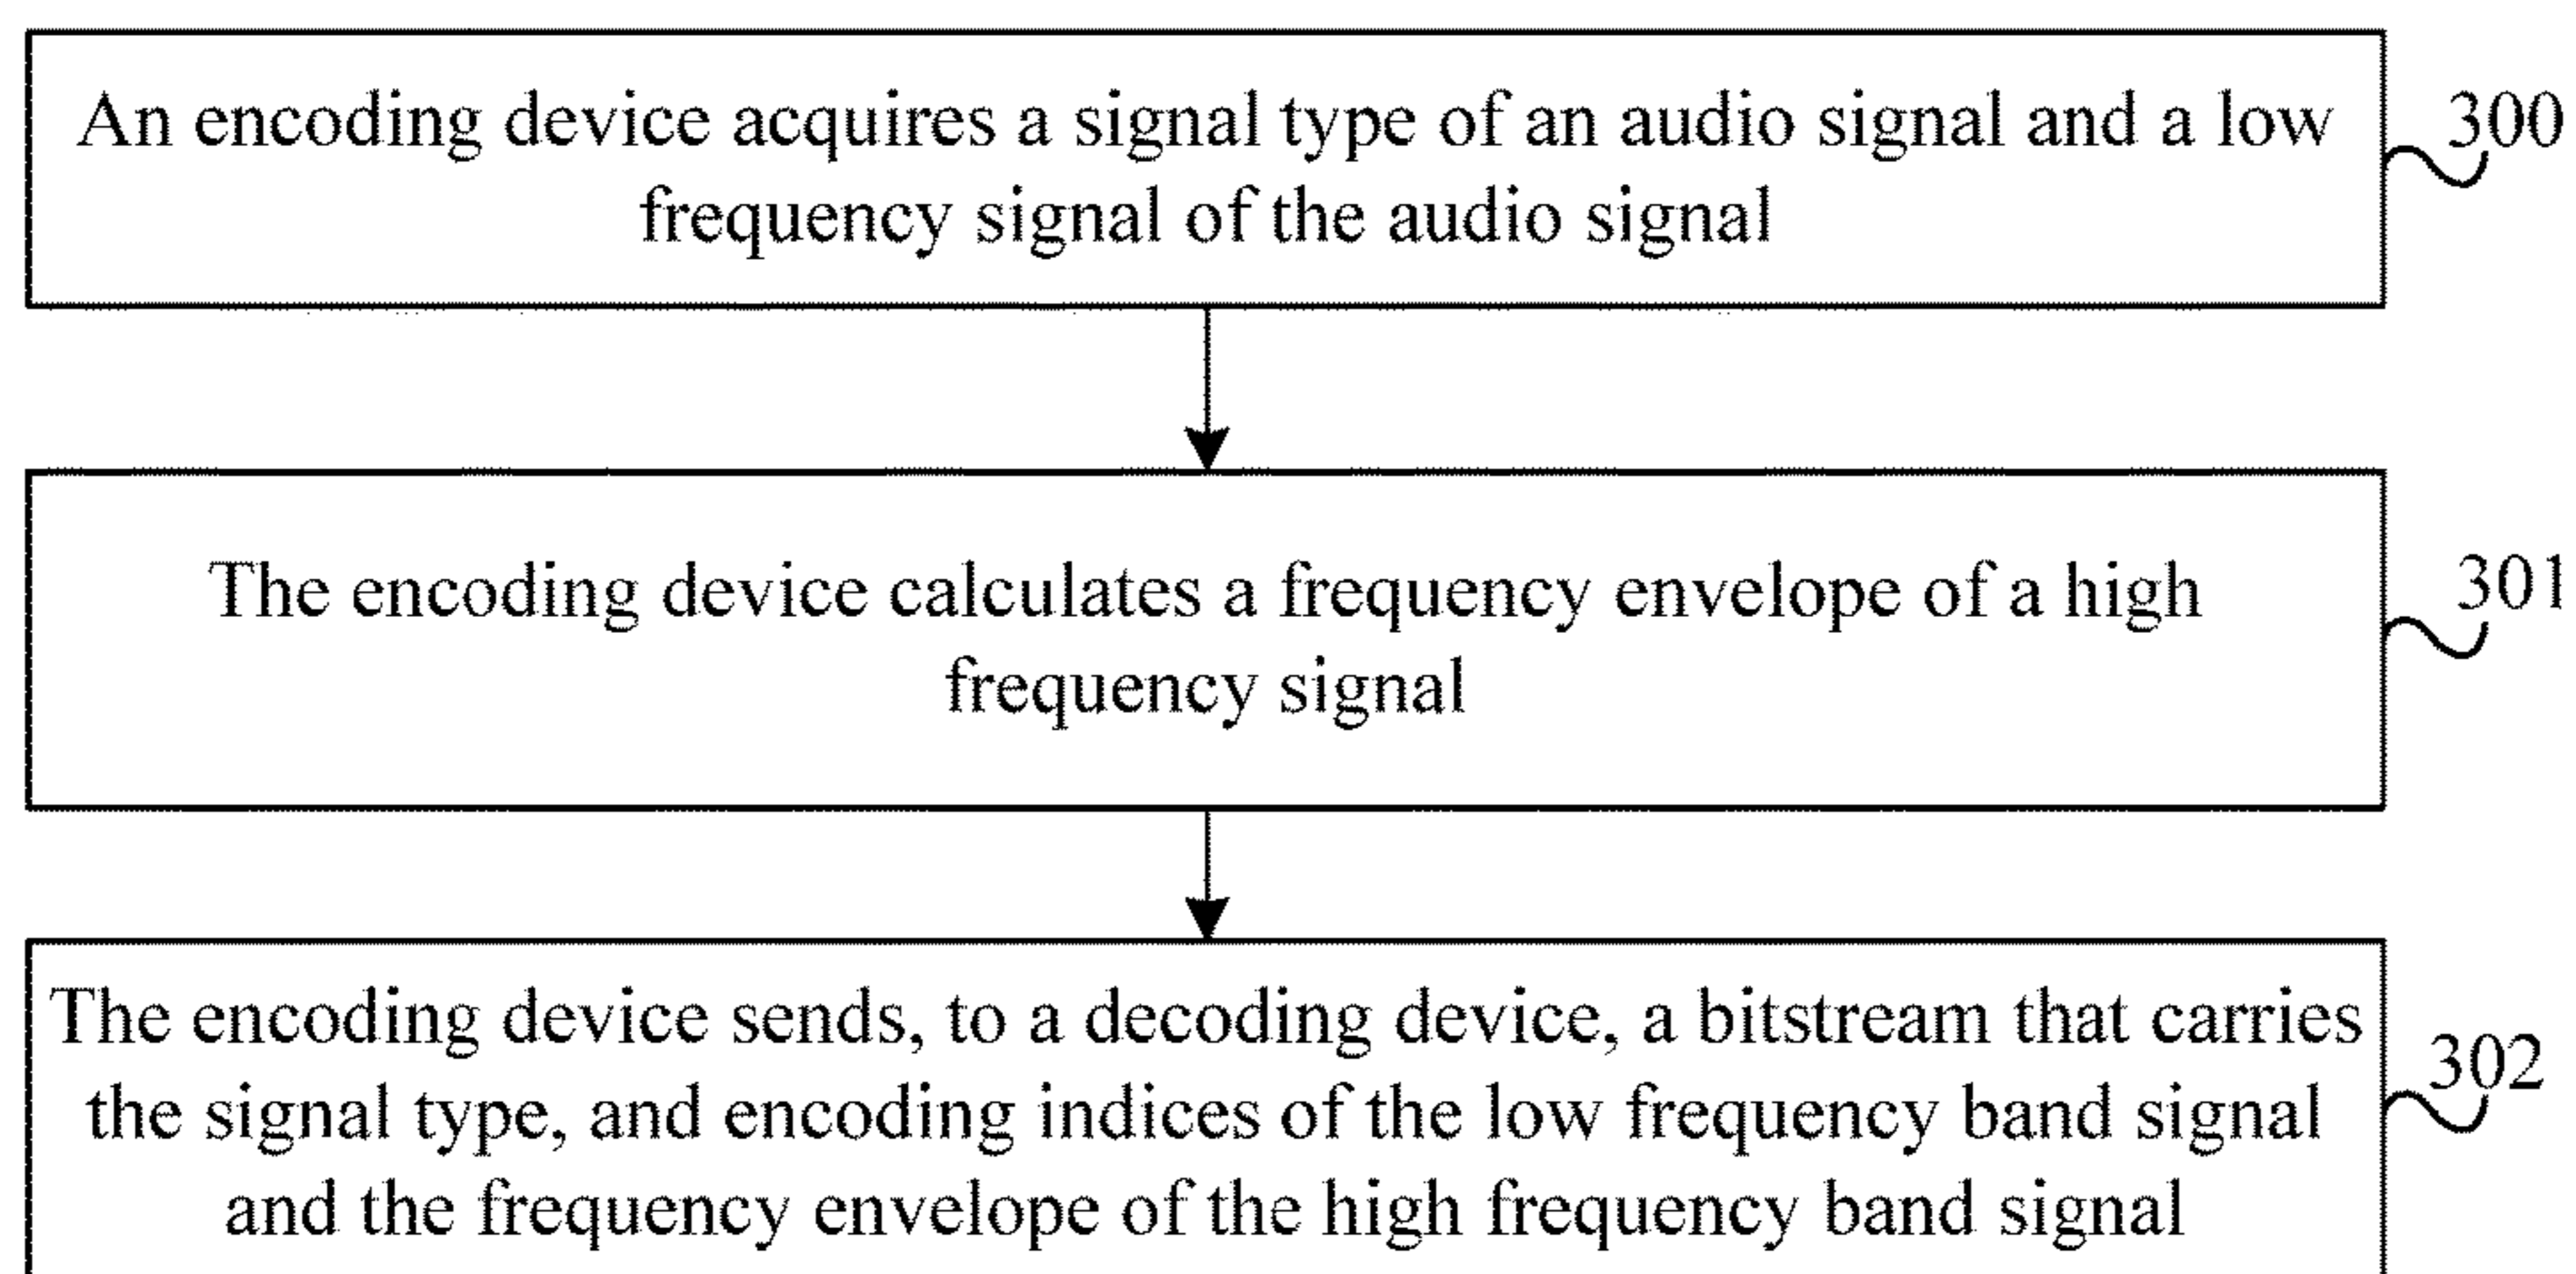 An encoding device acquires a signal type of an audio signal and a low
frequency signal of the audio signal
300
The encoding device calculates a frequency envelope of a high
frequency signal
301
The encoding device sends, to a decoding device, a bitstream that carries
the signal type, and encoding indices of the low frequency band signal
and the frequency envelope of the high frequency band signal
302